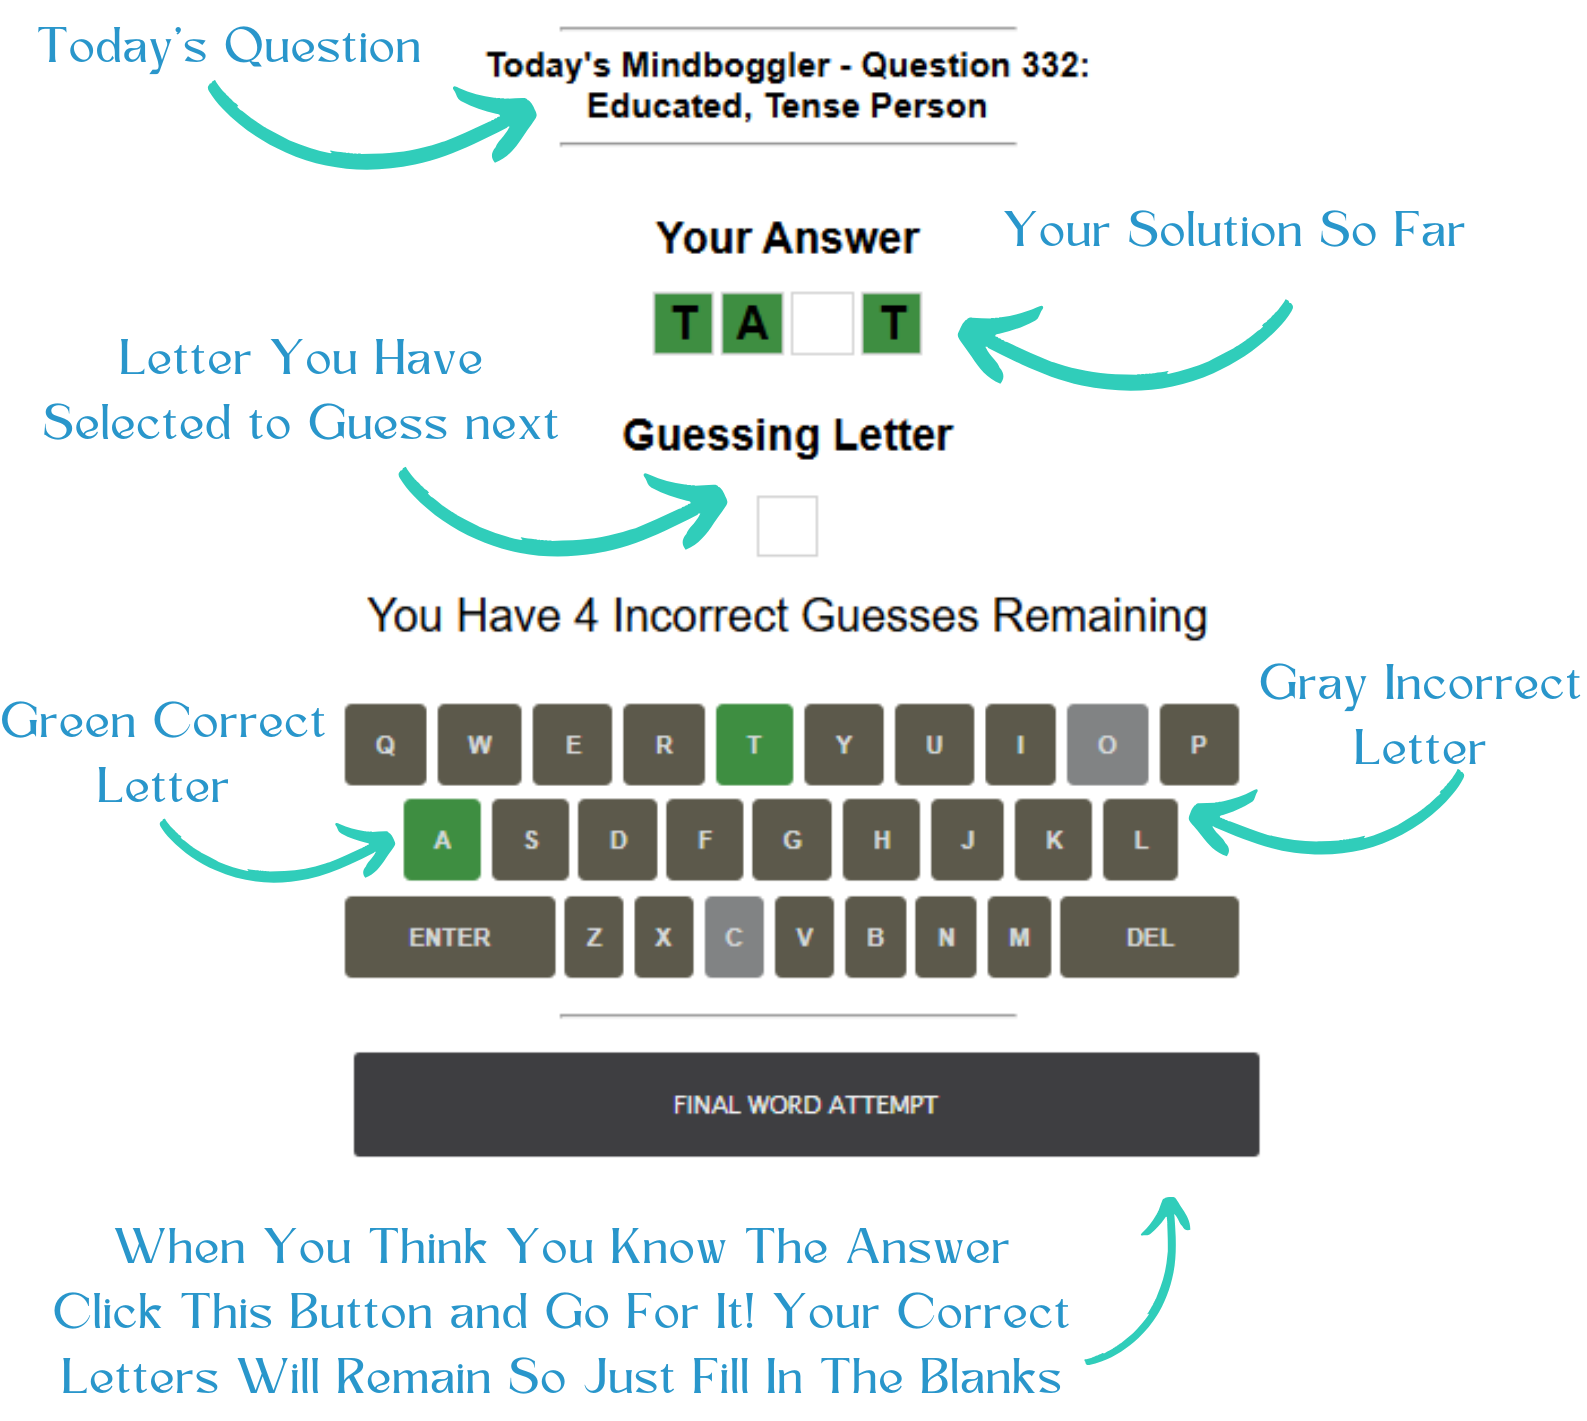 Today's Question
Today's Mindboggler - Question 332:
Educated, Tense Person
Your Answer
Your Solution So Far
T A T
Letter You Have
Selected to Guess next
Guessing Letter
You Have 4 Incorrect Guesses Remaining
Gray Incorrect
Letter
Green Correct
Letter
Q W E R T Y U I O P
A S D F G H J K L
ENTER Z X C V B N M DEL
FINAL WORD ATTEMPT
When You Think You Know The Answer
Click This Button and Go For It! Your Correct
Letters Will Remain So Just Fill In The Blanks